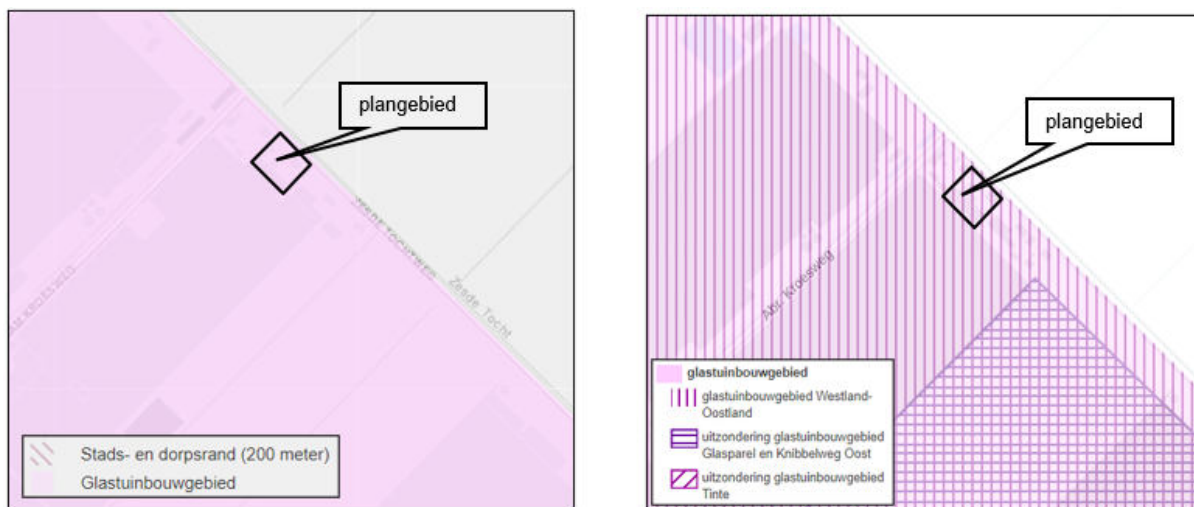 plangebied
ZESDE TOCHTWEG
Zesde Tocht
Stads- en dorpsrand (200 meter)
Glastuinbouwgebied
plangebied
Abr. Kroesweg
glastuinbouwgebied
glastuinbouwgebied Westland-
Oostland
uitzondering glastuinbouwgebied
Glasparel en Knibbelweg Oost
uitzondering glastuinbouwgebied
Tinte